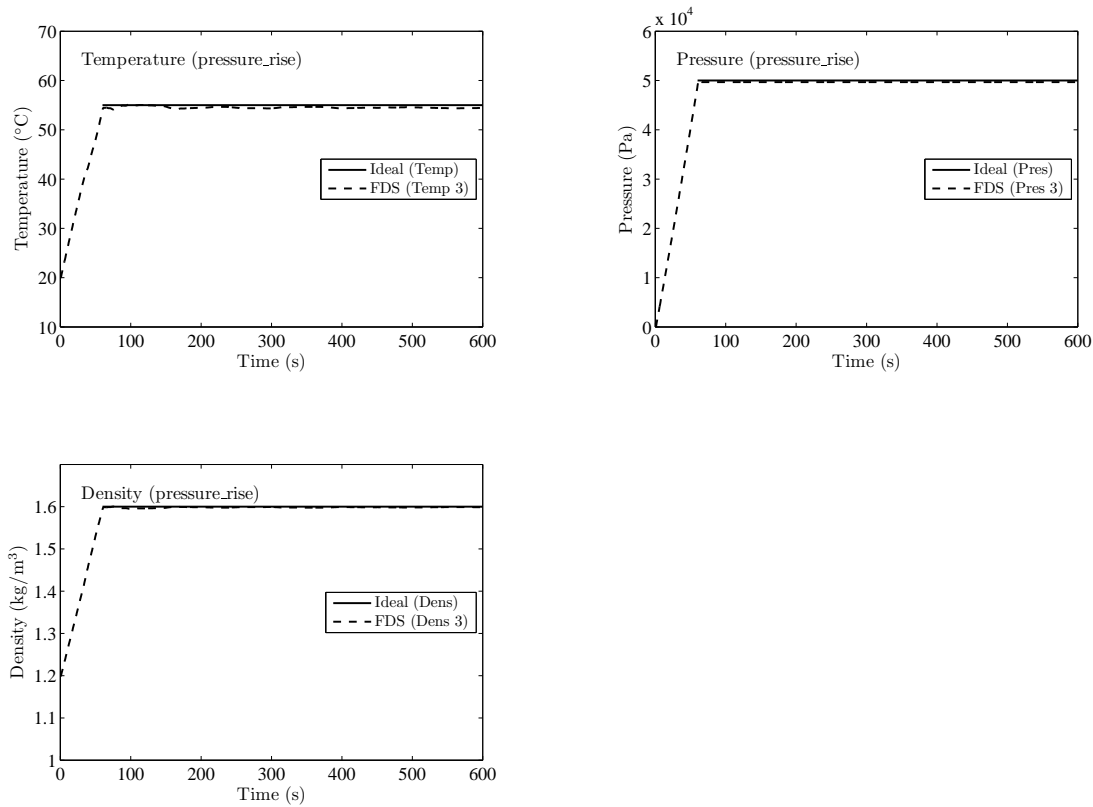 Temperature (pressure_rise)
70
60
50
40
30
20
10
Temperature (°C)
Ideal (Temp)
FDS (Temp 3)
0 100 200 300 400 500 600
Time (s)
x 10⁴
Pressure (pressure_rise)
6
5
4
3
2
1
0
Pressure (Pa)
Ideal (Pres)
FDS (Pres 3)
0 100 200 300 400 500 600
Time (s)
Density (pressure_rise)
1.6
1.5
1.4
1.3
1.2
1.1
1
Density (kg/m³)
Ideal (Dens)
FDS (Dens 3)
0 100 200 300 400 500 600
Time (s)